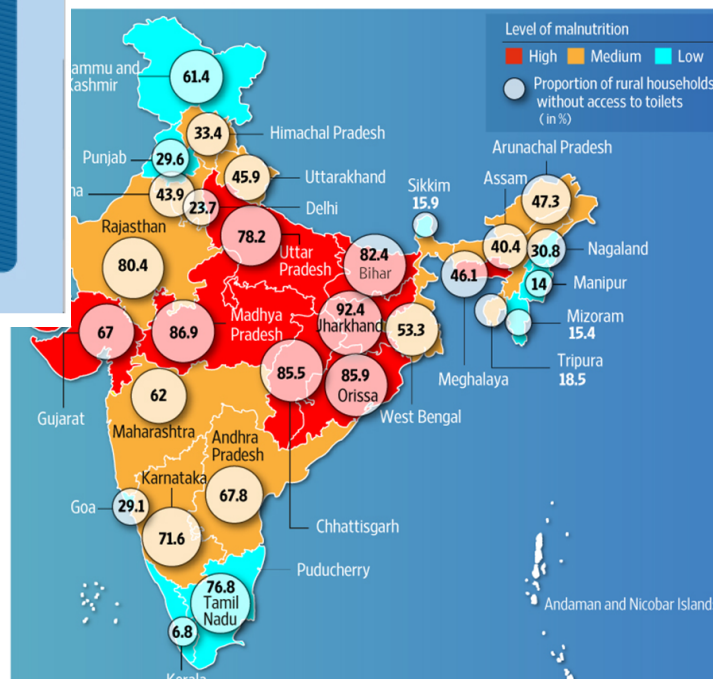 Level of malnutrition
High Medium Low
Proportion of rural households
without access to toilets
(in %)
ammu and
Kashmir
61.4
33.4
Himachal Pradesh
Punjab
29.6
45.9
Uttarakhand
na
43.9
23.7
Delhi
Rajasthan
80.4
78.2
Uttar
Pradesh
Sikkim
15.9
Arunachal Pradesh
47.3
Assam
40.4
30.8
Nagaland
82.4
Bihar
46.1
14
Manipur
Mizoram
15.4
Tripura
18.5
Meghalaya
67
Gujarat
86.9
Madhya
Pradesh
92.4
Jharkhand
53.3
West Bengal
85.5
85.9
Orissa
62
Maharashtra
Andhra
Pradesh
67.8
Karnataka
71.6
Goa
29.1
Chhattisgarh
Puducherry
76.8
Tamil
Nadu
6.8
Kerala
Andaman and Nicobar Island